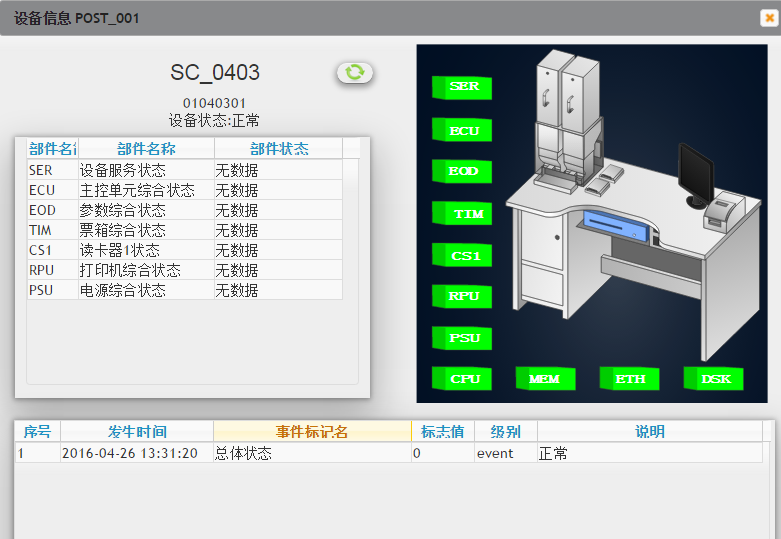 设备信息 POST_001
SC_0403
01040301
设备状态:正常
部件名 部件名称 部件状态
SER 设备服务状态 无数据
ECU 主控单元综合状态 无数据
EOD 参数综合状态 无数据
TIM 票箱综合状态 无数据
CS1 读卡器1状态 无数据
RPU 打印机综合状态 无数据
PSU 电源综合状态 无数据
SER
ECU
EOD
TIM
CS1
RPU
PSU
CPU MEM ETH DSK
序号 发生时间 事件标记名 标志值 级别 说明
1 2016-04-26 13:31:20 总体状态 0 event 正常